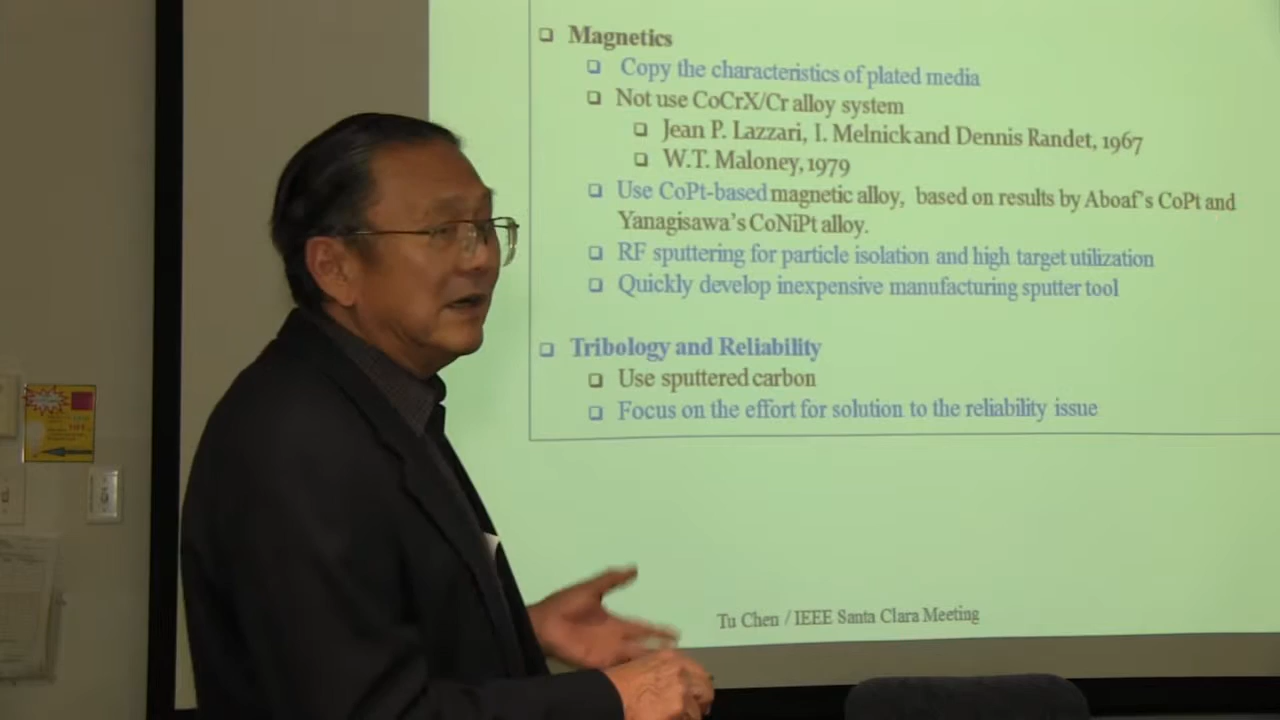 Magnetics
Copy the characteristics of plated media
Not use CoCrX/Cr alloy system
Jean P. Lazzari, I. Melnick and Dennis Randet, 1967
W.T. Maloney, 1979
Use CoPt-based magnetic alloy, based on results by Aboaf's CoPt and
Yanagisawa's CoNiPt alloy.
RF sputtering for particle isolation and high target utilization
Quickly develop inexpensive manufacturing sputter tool
Tribology and Reliability
Use sputtered carbon
Focus on the effort for solution to the reliability issue
Tu Chen / IEEE Santa Clara Meeting